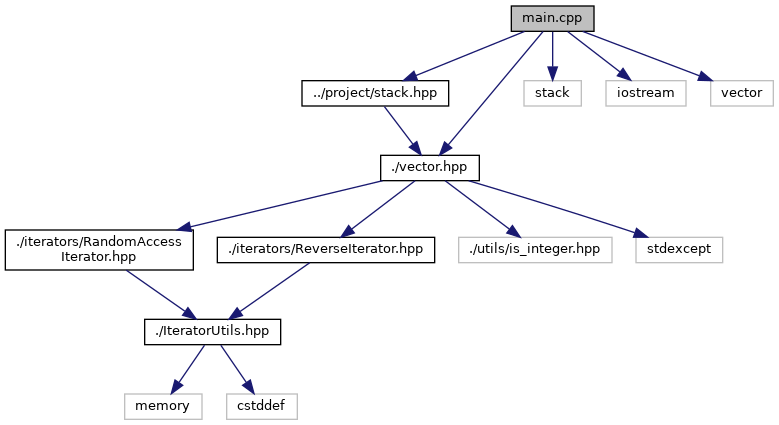 main.cpp
../project/stack.hpp
stack
iostream
vector
./vector.hpp
./iterators/RandomAccess
Iterator.hpp
./iterators/ReverseIterator.hpp
./utils/is_integer.hpp
stdexcept
./IteratorUtils.hpp
memory
cstddef